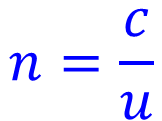 n = c/u